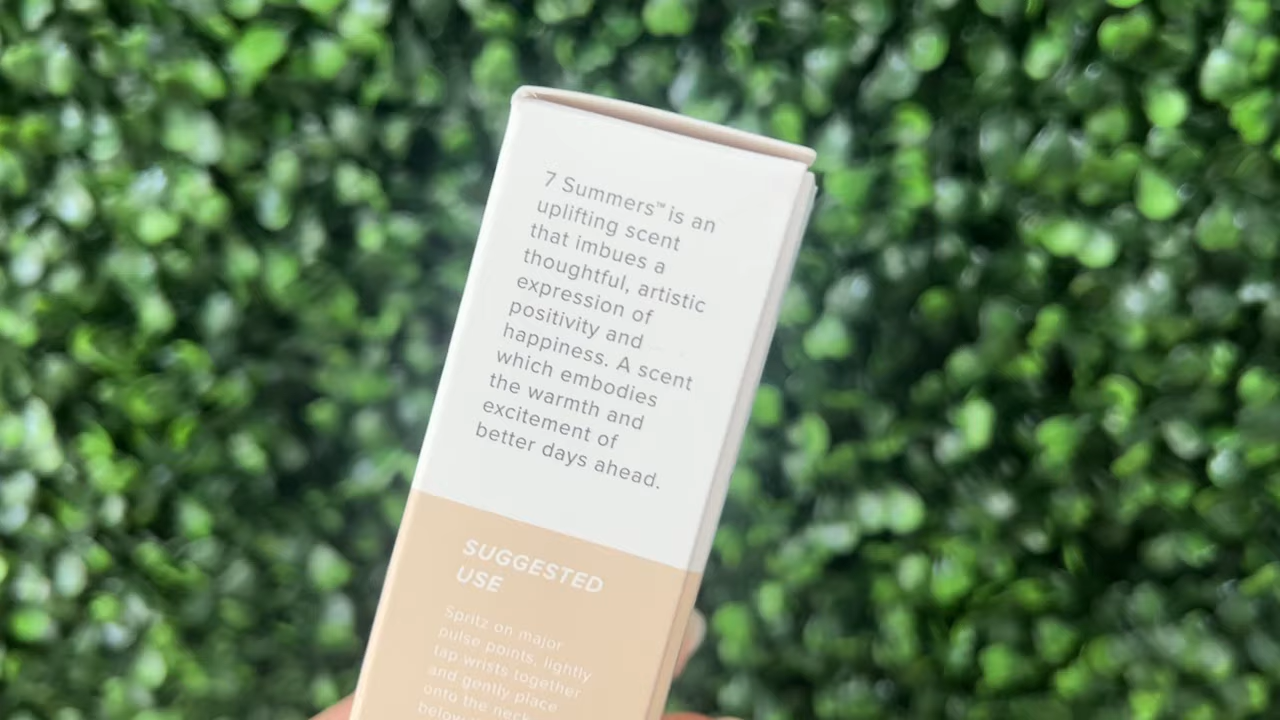 7 Summers™ is an
uplifting scent
that imbues a
thoughtful, artistic
expression of
positivity and
happiness. A scent
which embodies
the warmth and
excitement of
better days ahead.
SUGGESTED
USE
Spritz on major
pulse points, lightly
tap wrists together
and gently place
onto the neck
below